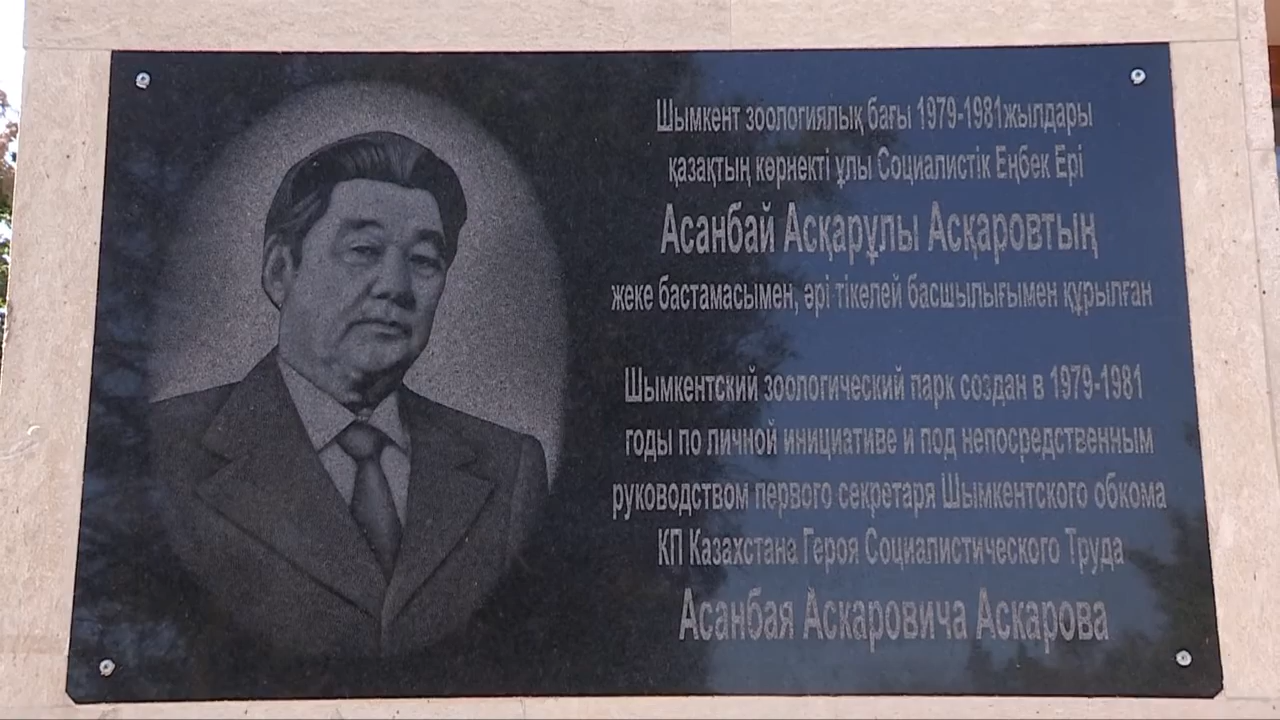 Шымкент зоологиялық бағы 1979-1981жылдары
қазақтың көрнекті ұлы Социалистік Еңбек Ері
Асанбай Асқарұлы Асқаровтың
жеке бастамасымен, әрі тікелей басшылығымен құрылған
Шымкентский зоологический парк создан в 1979-1981
годы по личной инициативе и под непосредственным
руководством первого секретаря Шымкентского обкома
КП Казахстана Героя Социалистического Труда
Асанбая Аскаровича Аскарова